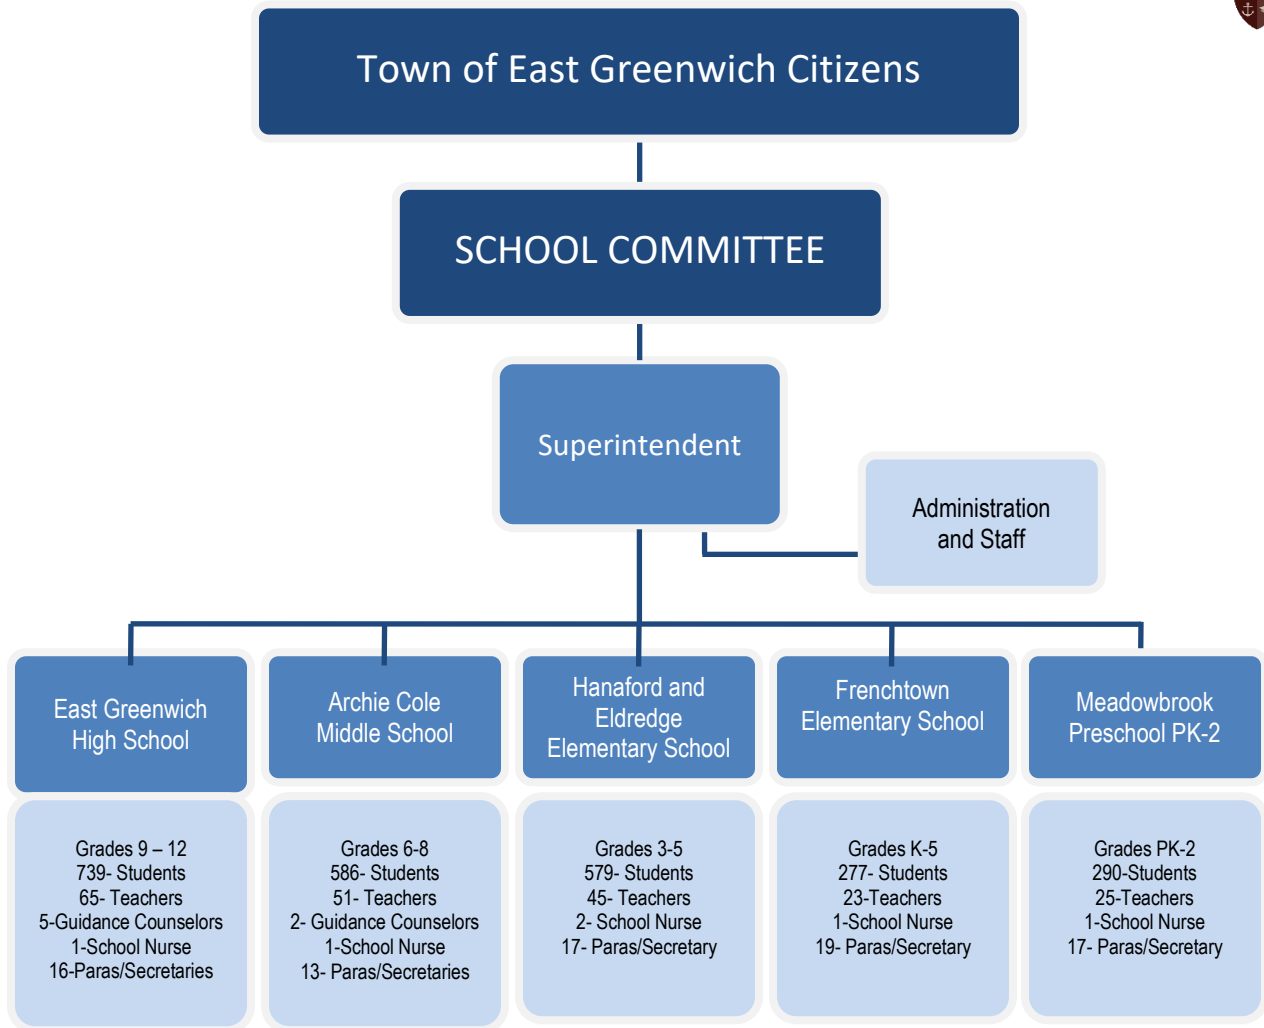 Town of East Greenwich Citizens
SCHOOL COMMITTEE
Superintendent
Administration
and Staff
East Greenwich
High School
Archie Cole
Middle School
Hanaford and
Eldredge
Elementary School
Frenchtown
Elementary School
Meadowbrook
Preschool PK-2
Grades 9 – 12
739- Students
65- Teachers
5-Guidance Counselors
1-School Nurse
16-Paras/Secretaries
Grades 6-8
586- Students
51- Teachers
2- Guidance Counselors
1-School Nurse
13- Paras/Secretaries
Grades 3-5
579- Students
45- Teachers
2- School Nurse
17- Paras/Secretary
Grades K-5
277- Students
23-Teachers
1-School Nurse
19- Paras/Secretary
Grades PK-2
290-Students
25-Teachers
1-School Nurse
17- Paras/Secretary